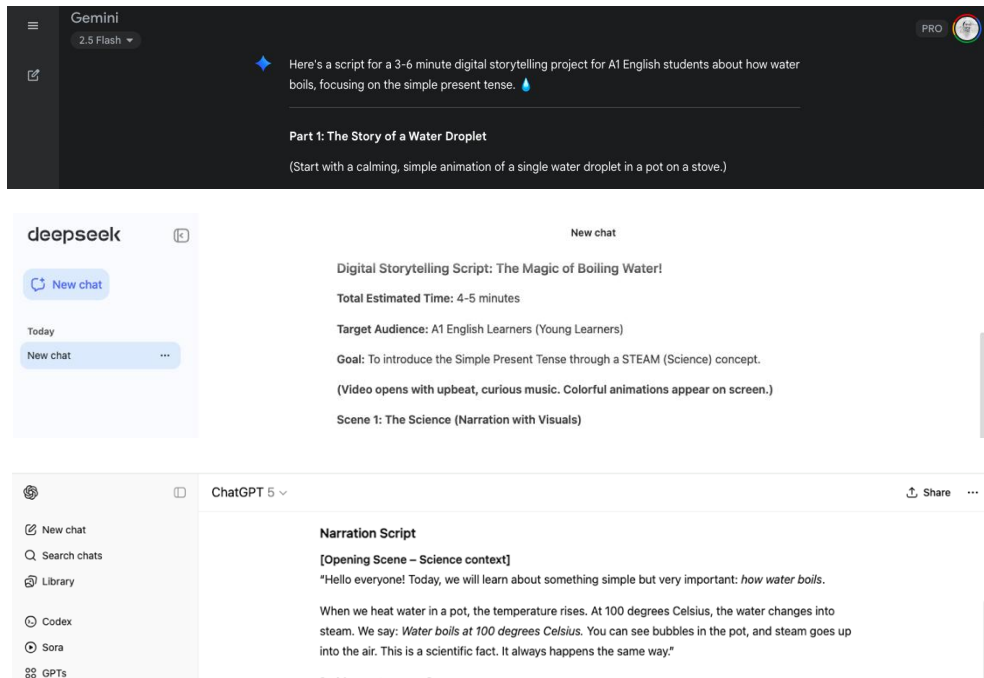 Gemini
2.5 Flash
PRO
Here's a script for a 3-6 minute digital storytelling project for A1 English students about how water
boils, focusing on the simple present tense. 💧
Part 1: The Story of a Water Droplet
(Start with a calming, simple animation of a single water droplet in a pot on a stove.)
deepseek
New chat
Today
New chat
New chat
Digital Storytelling Script: The Magic of Boiling Water!
Total Estimated Time: 4-5 minutes
Target Audience: A1 English Learners (Young Learners)
Goal: To introduce the Simple Present Tense through a STEAM (Science) concept.
(Video opens with upbeat, curious music. Colorful animations appear on screen.)
Scene 1: The Science (Narration with Visuals)
New chat
Search chats
Library
Codex
Sora
GPTs
ChatGPT 5
Share
Narration Script
[Opening Scene – Science context]
"Hello everyone! Today, we will learn about something simple but very important: how water boils.
When we heat water in a pot, the temperature rises. At 100 degrees Celsius, the water changes into
steam. We say: Water boils at 100 degrees Celsius. You can see bubbles in the pot, and steam goes up
into the air. This is a scientific fact. It always happens the same way."